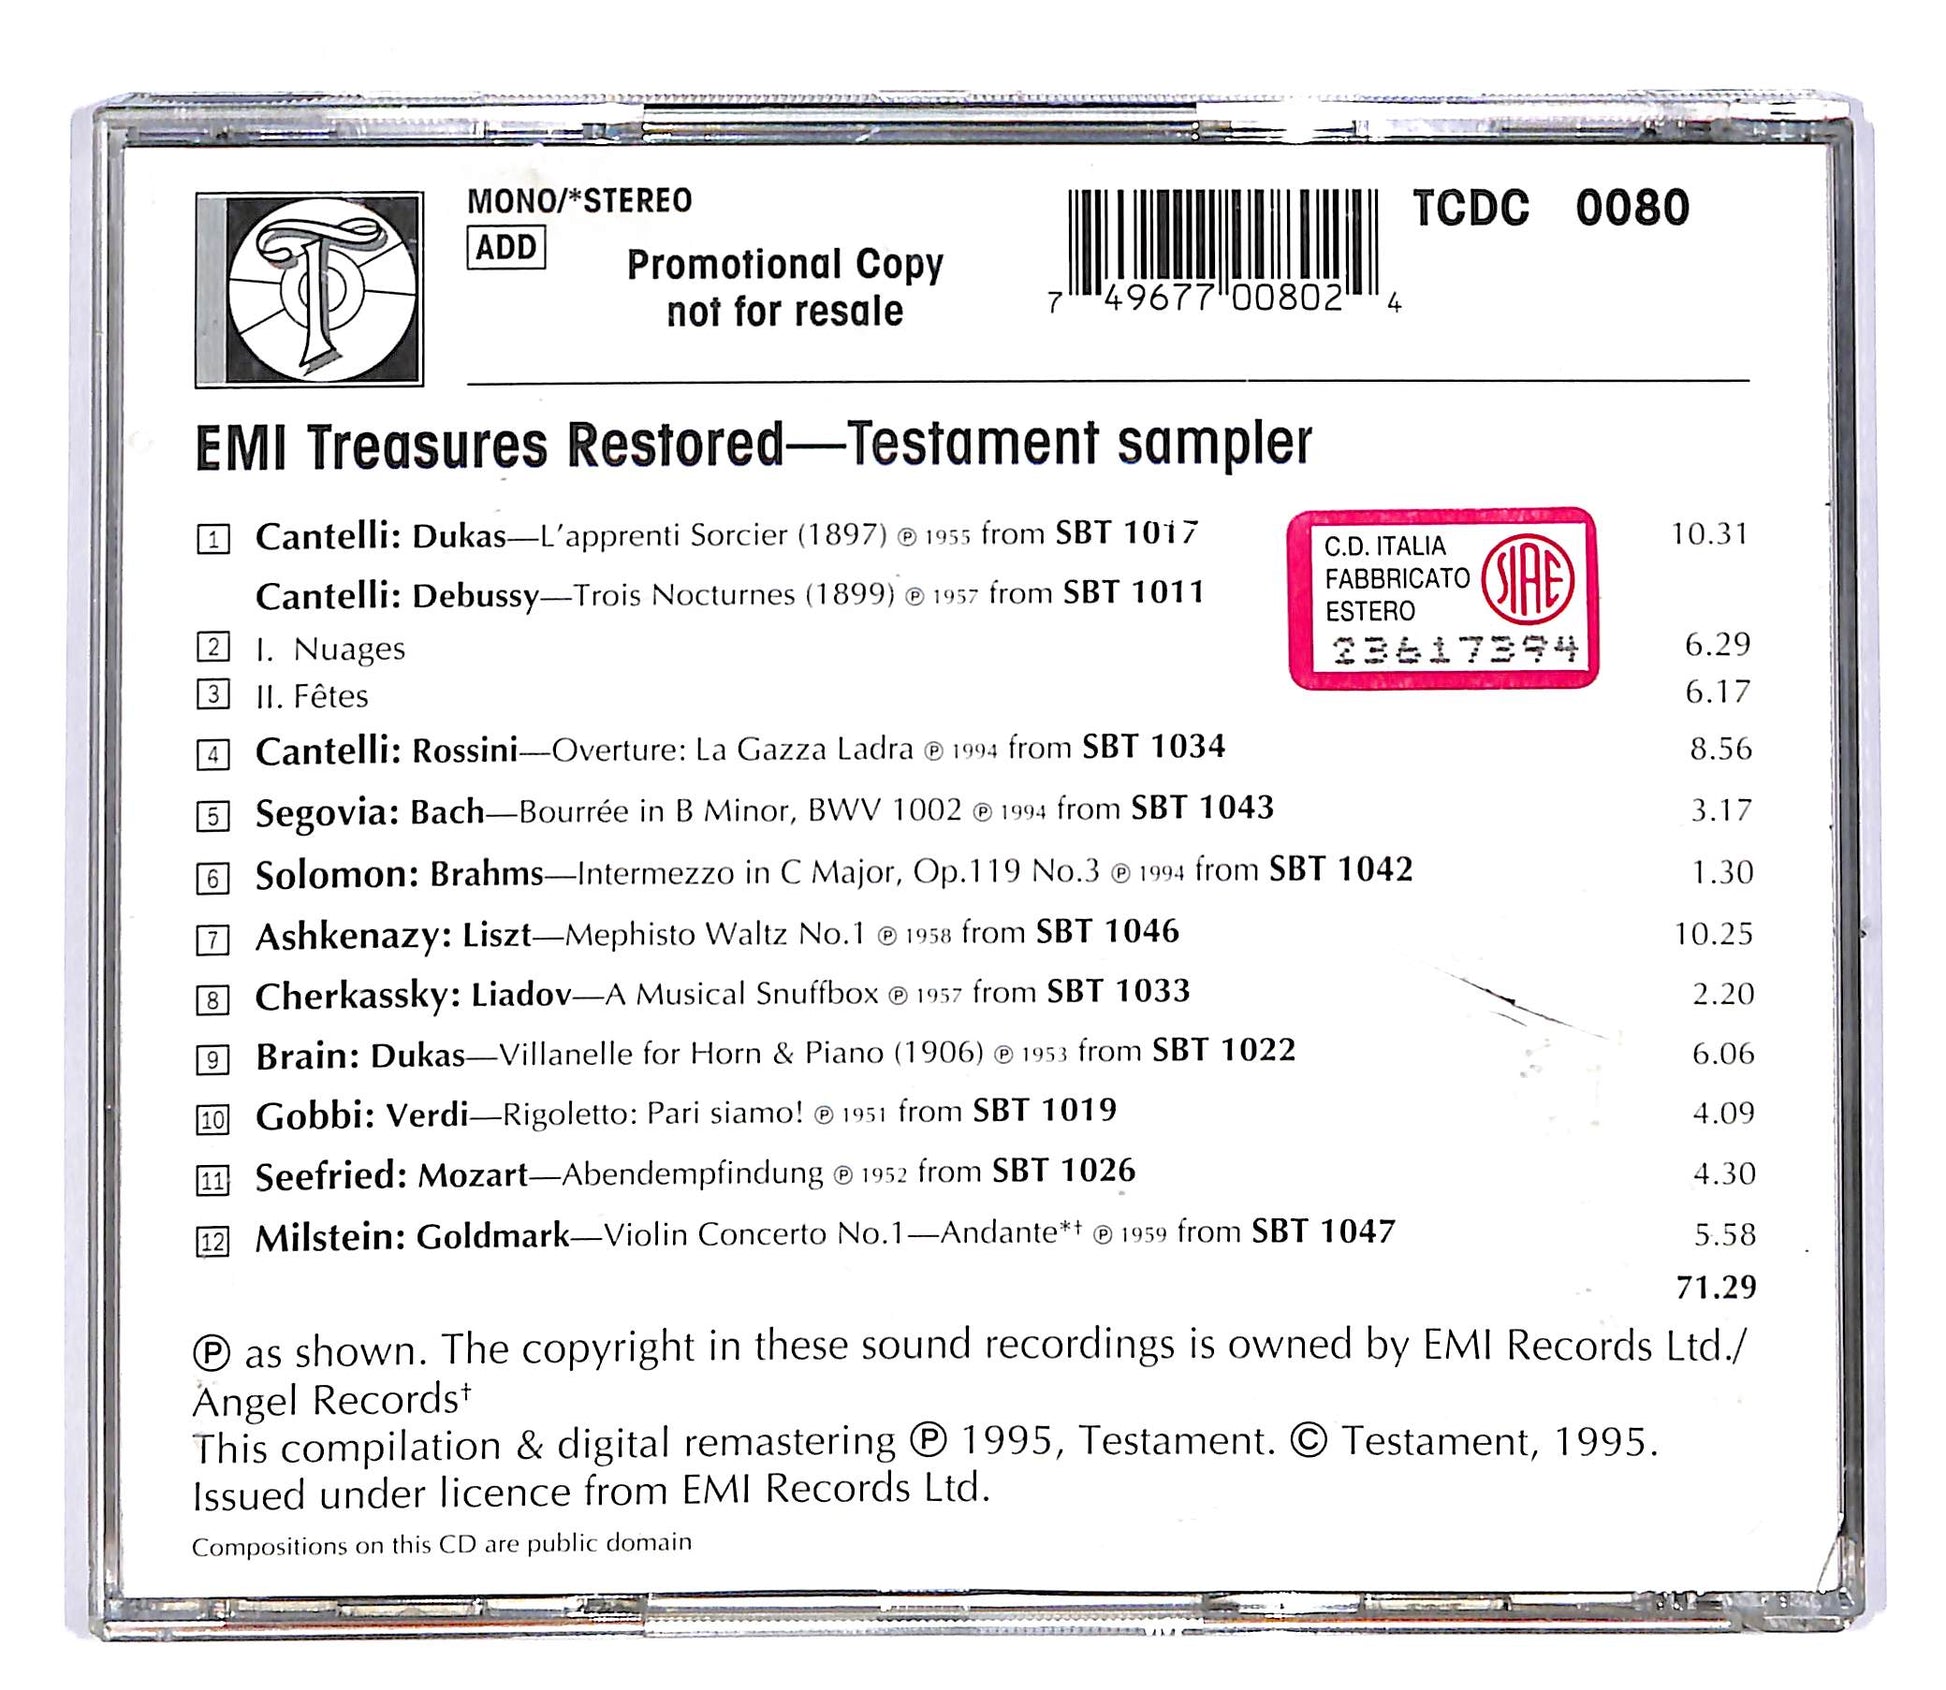 T
MONO/*STEREO
ADD
Promotional Copy
not for resale
7 49677 00802 4
TCDC 0080
EMI Treasures Restored—Testament sampler
1 Cantelli: Dukas—L'apprenti Sorcier (1897) ℗ 1955 from SBT 1017 10.31
Cantelli: Debussy—Trois Nocturnes (1899) ℗ 1957 from SBT 1011
2 I. Nuages 6.29
3 II. Fêtes 6.17
C.D. ITALIA
FABBRICATO
ESTERO
SIAE
23617394
4 Cantelli: Rossini—Overture: La Gazza Ladra ℗ 1994 from SBT 1034 8.56
5 Segovia: Bach—Bourrée in B Minor, BWV 1002 ℗ 1994 from SBT 1043 3.17
6 Solomon: Brahms—Intermezzo in C Major, Op.119 No.3 ℗ 1994 from SBT 1042 1.30
7 Ashkenazy: Liszt—Mephisto Waltz No.1 ℗ 1958 from SBT 1046 10.25
8 Cherkassky: Liadov—A Musical Snuffbox ℗ 1957 from SBT 1033 2.20
9 Brain: Dukas—Villanelle for Horn & Piano (1906) ℗ 1953 from SBT 1022 6.06
10 Gobbi: Verdi—Rigoletto: Pari siamo! ℗ 1951 from SBT 1019 4.09
11 Seefried: Mozart—Abendempfindung ℗ 1952 from SBT 1026 4.30
12 Milstein: Goldmark—Violin Concerto No.1—Andante*† ℗ 1959 from SBT 1047 5.58
71.29
℗ as shown. The copyright in these sound recordings is owned by EMI Records Ltd./
Angel Records†
This compilation & digital remastering ℗ 1995, Testament. © Testament, 1995.
Issued under licence from EMI Records Ltd.
Compositions on this CD are public domain